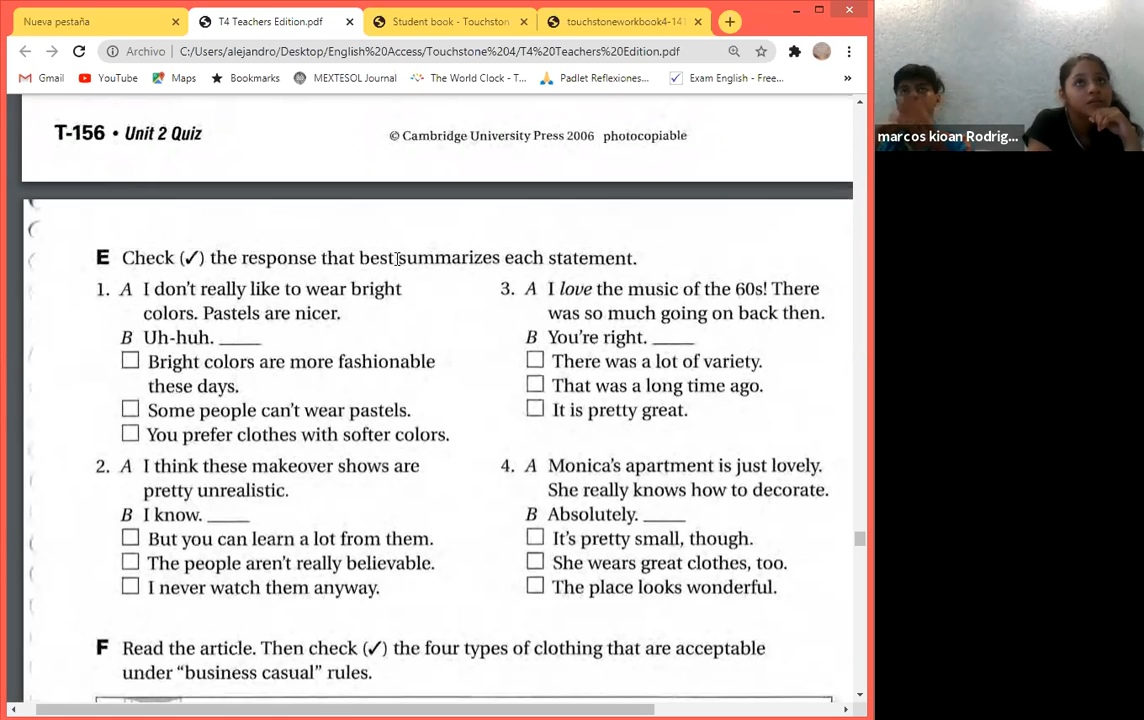 Nueva pestaña
T4 Teachers Edition.pdf
Student book - Touchston
touchstoneworkbook4-141
Archivo
C:/Users/alejandro/Desktop/English%20Access/Touchstone%204/T4%20Teachers%20Edition.pdf
Gmail
YouTube
Maps
Bookmarks
MEXTESOL Journal
The World Clock - T...
Padlet Reflexiones...
Exam English - Free...
»
T-156 • Unit 2 Quiz
© Cambridge University Press 2006 photocopiable
E Check (✓) the response that best summarizes each statement.
1. A I don't really like to wear bright
colors. Pastels are nicer.
B Uh-huh. _____
Bright colors are more fashionable
these days.
Some people can't wear pastels.
You prefer clothes with softer colors.
2. A I think these makeover shows are
pretty unrealistic.
B I know. _____
But you can learn a lot from them.
The people aren't really believable.
I never watch them anyway.
3. A I love the music of the 60s! There
was so much going on back then.
B You're right. _____
There was a lot of variety.
That was a long time ago.
It is pretty great.
4. A Monica's apartment is just lovely.
She really knows how to decorate.
B Absolutely. _____
It's pretty small, though.
She wears great clothes, too.
The place looks wonderful.
F Read the article. Then check (✓) the four types of clothing that are acceptable
under "business casual" rules.
marcos kioan Rodrig...